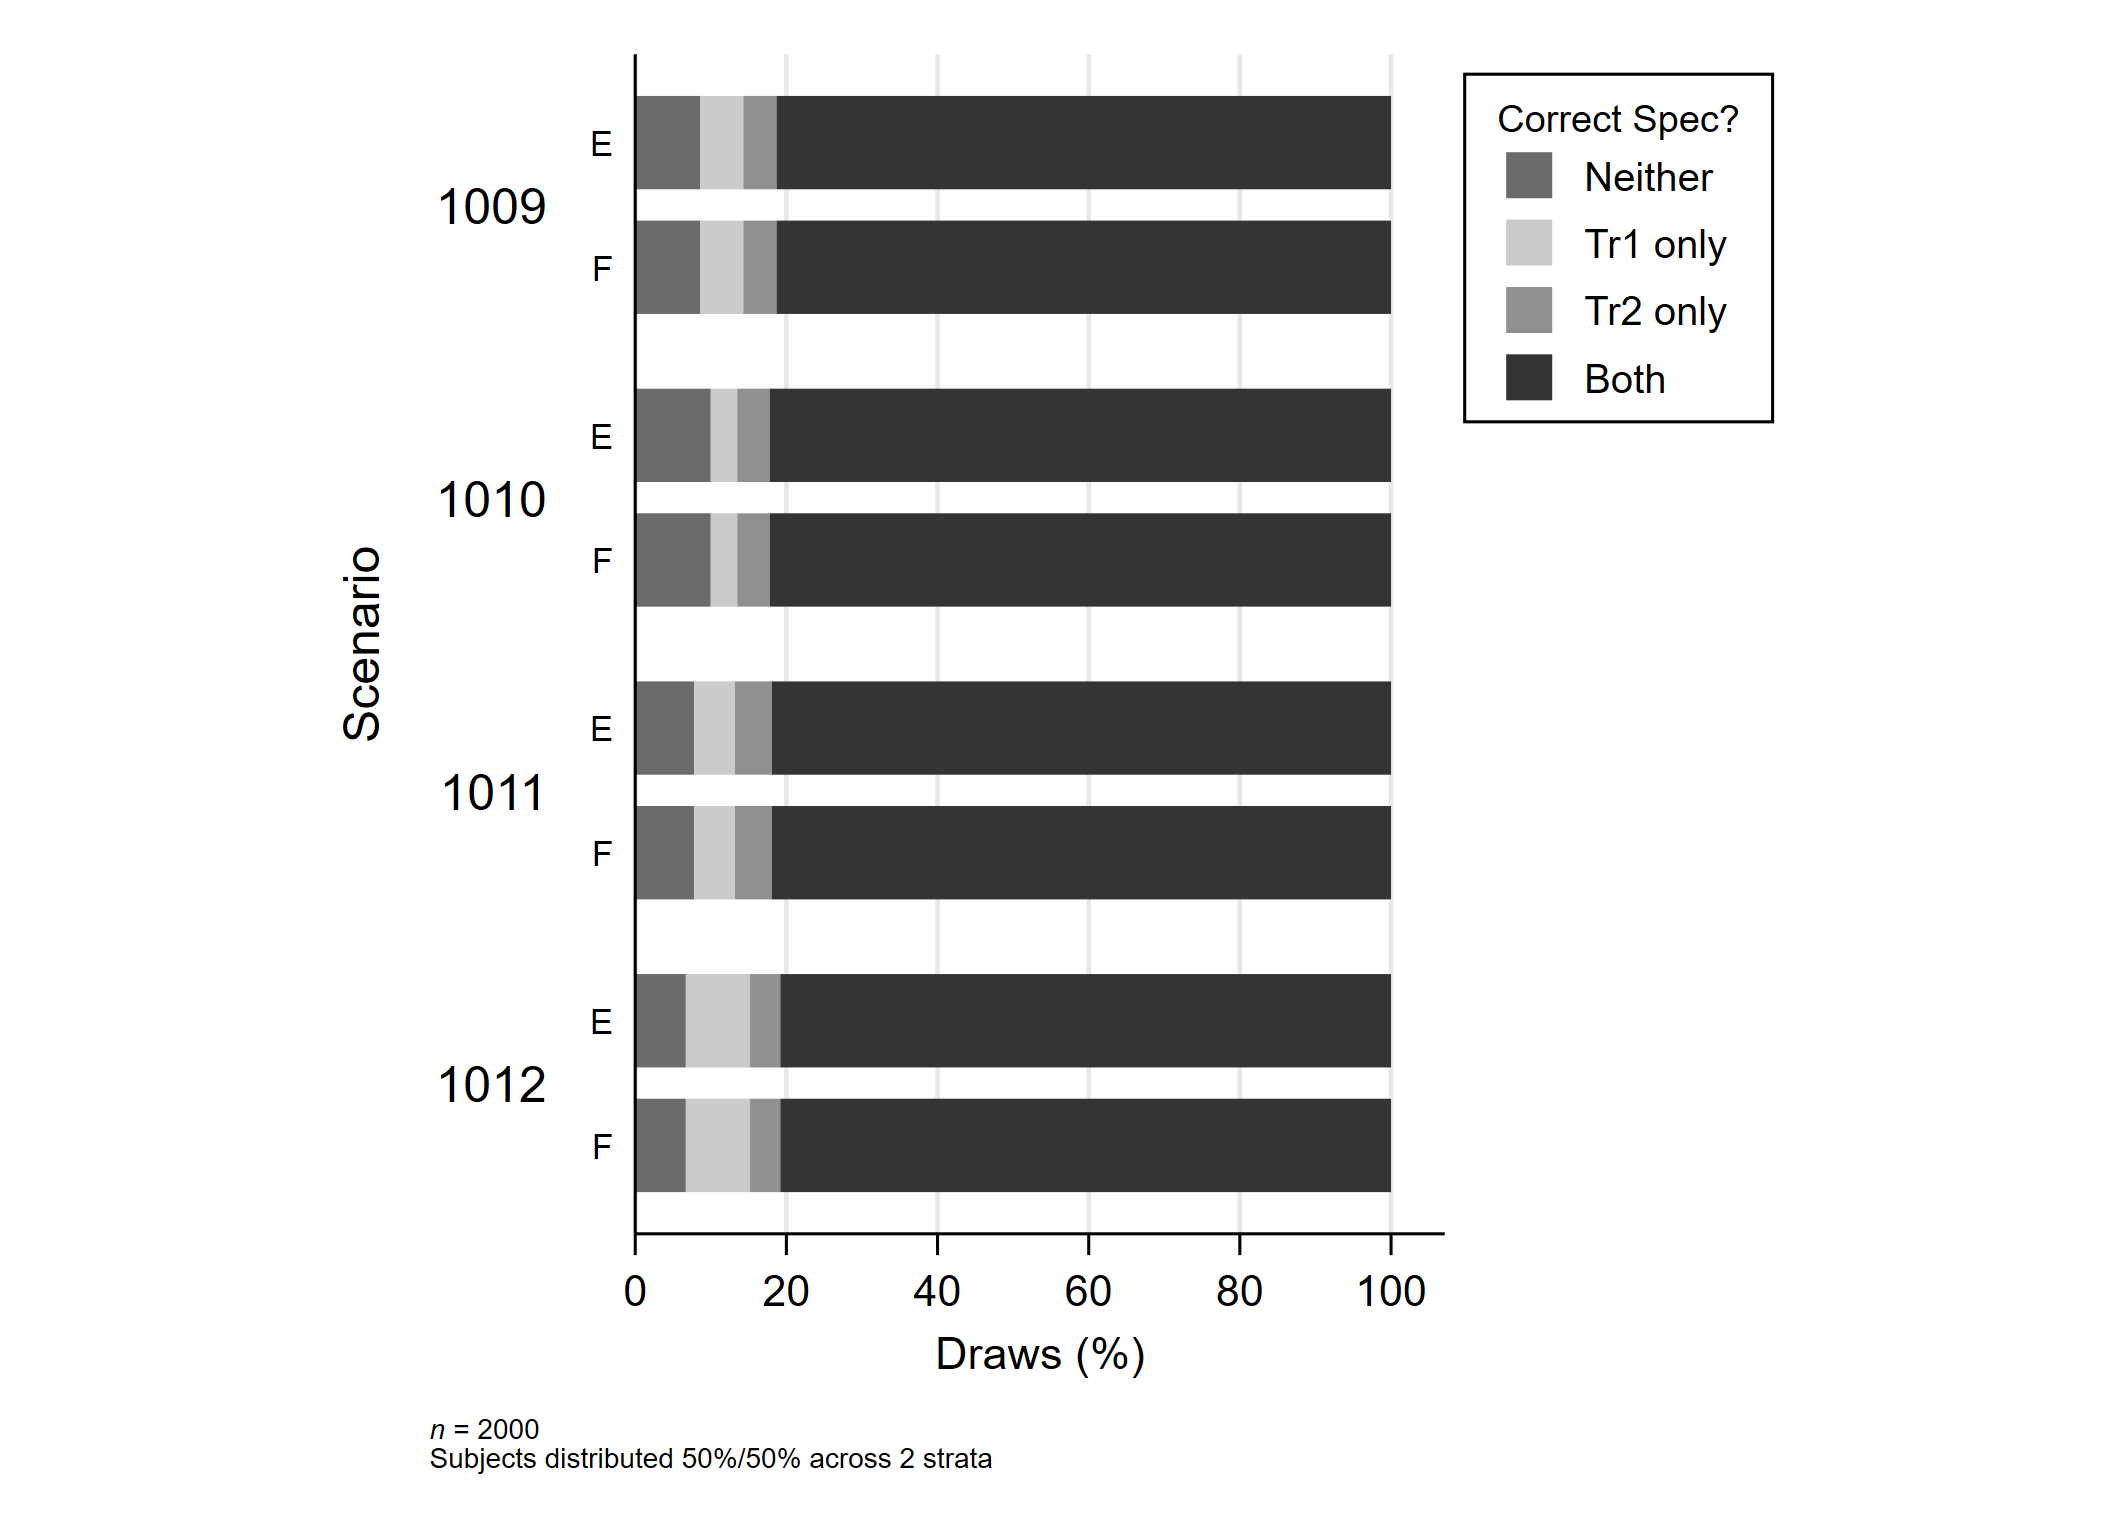 Correct Spec?
Neither
Tr1 only
Tr2 only
Both
Scenario
1009
E
F
1010
E
F
1011
E
F
1012
E
F
0 20 40 60 80 100
Draws (%)
n = 2000
Subjects distributed 50%/50% across 2 strata